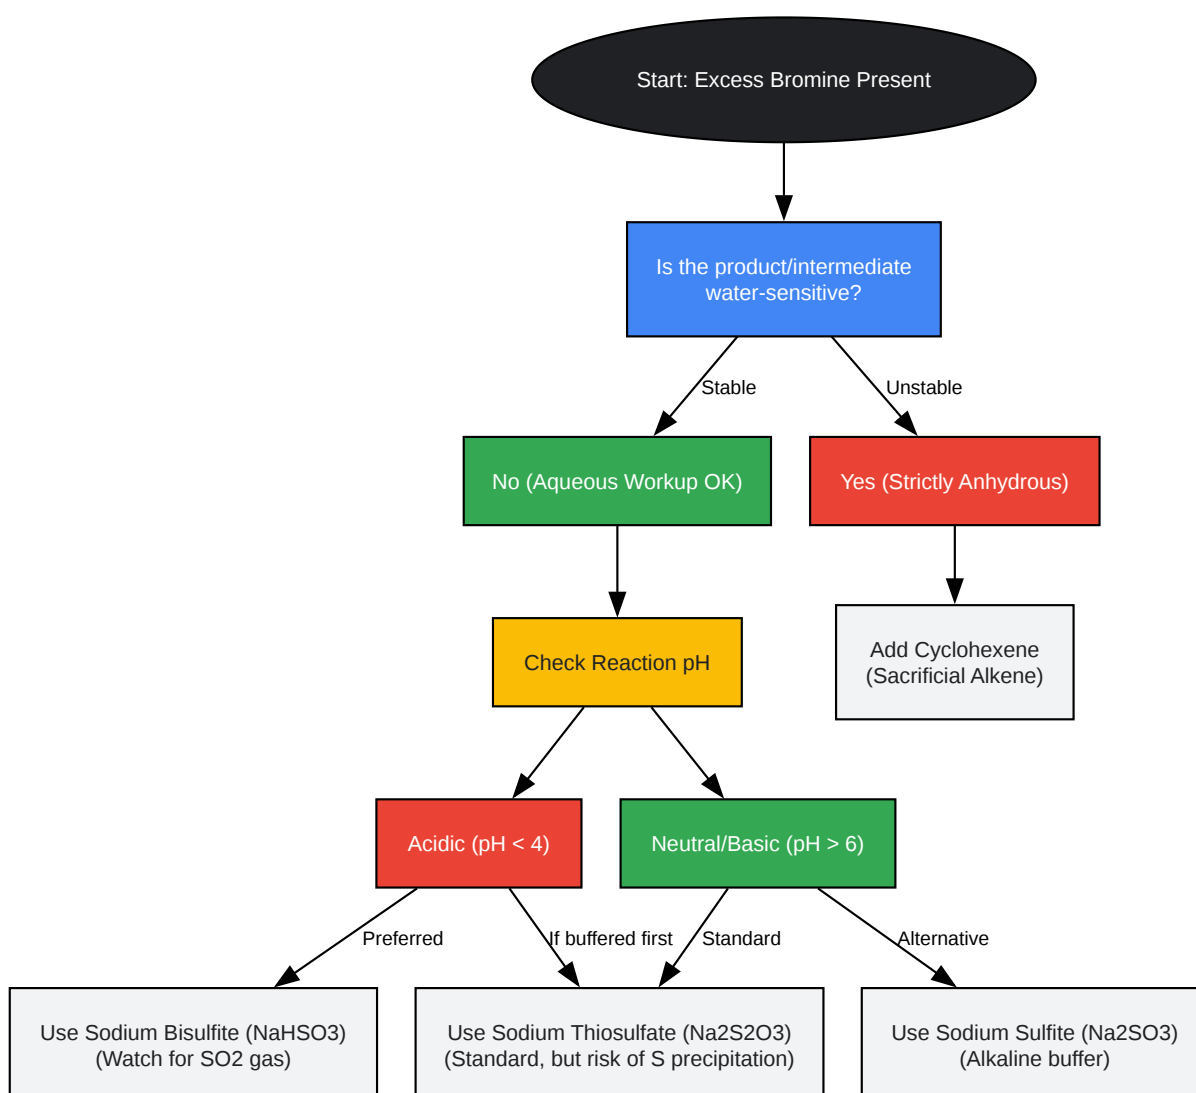 Start: Excess Bromine Present
Is the product/intermediate
water-sensitive?
Stable
Unstable
No (Aqueous Workup OK)
Yes (Strictly Anhydrous)
Check Reaction pH
Add Cyclohexene
(Sacrificial Alkene)
Acidic (pH < 4)
Neutral/Basic (pH > 6)
Preferred
If buffered first
Standard
Alternative
Use Sodium Bisulfite (NaHSO3)
(Watch for SO2 gas)
Use Sodium Thiosulfate (Na2S2O3)
(Standard, but risk of S precipitation)
Use Sodium Sulfite (Na2SO3)
(Alkaline buffer)